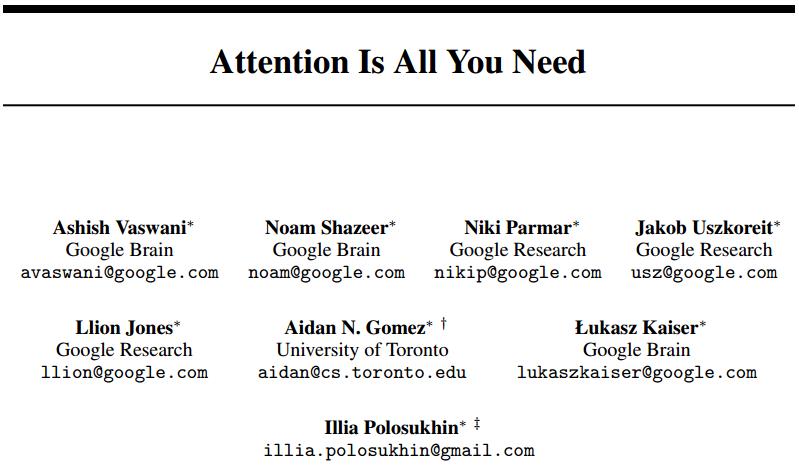 Attention Is All You Need
Ashish Vaswani* Noam Shazeer* Niki Parmar* Jakob Uszkoreit*
Google Brain Google Brain Google Research Google Research
avaswani@google.com noam@google.com nikip@google.com usz@google.com
Llion Jones* Aidan N. Gomez* † Łukasz Kaiser*
Google Research University of Toronto Google Brain
llion@google.com aidan@cs.toronto.edu lukaszkaiser@google.com
Illia Polosukhin* ‡
illia.polosukhin@gmail.com